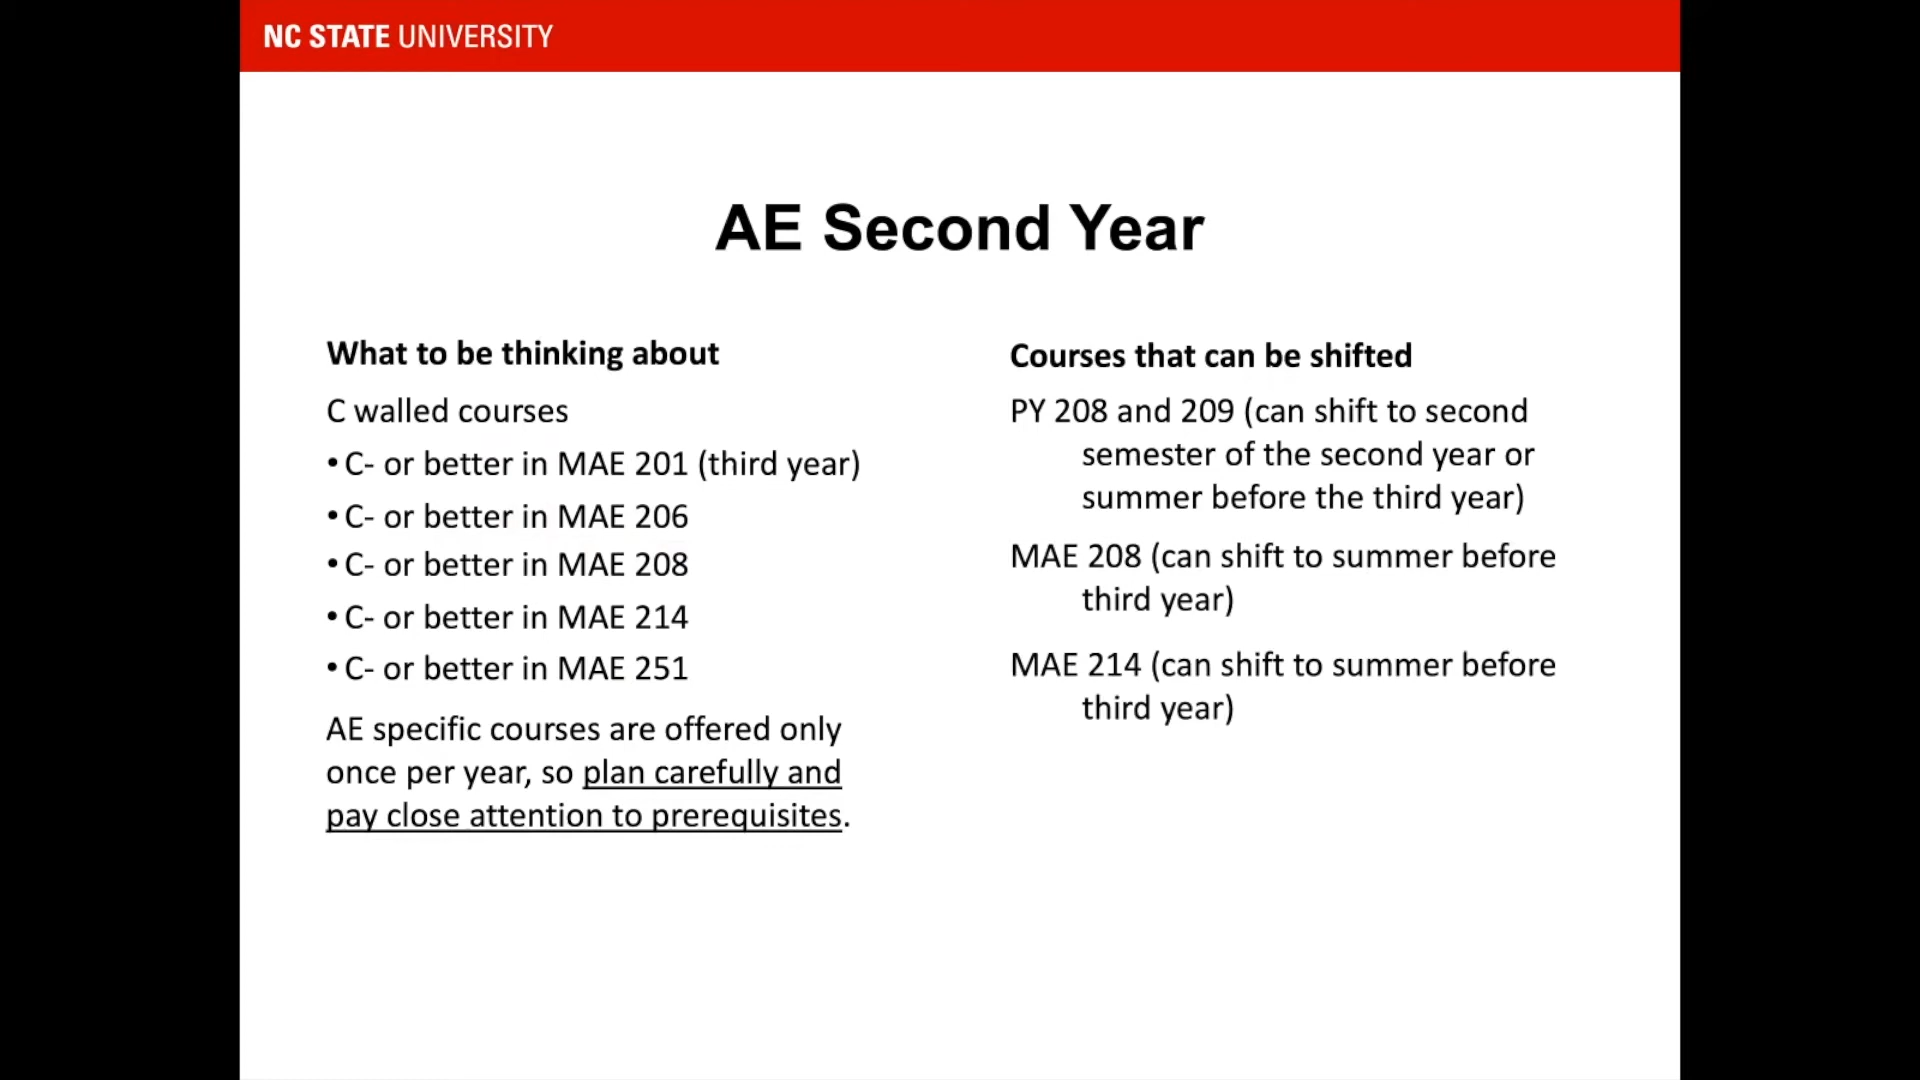 NC STATE UNIVERSITY
AE Second Year
What to be thinking about
C walled courses
• C- or better in MAE 201 (third year)
• C- or better in MAE 206
• C- or better in MAE 208
• C- or better in MAE 214
• C- or better in MAE 251
AE specific courses are offered only
once per year, so plan carefully and
pay close attention to prerequisites.
Courses that can be shifted
PY 208 and 209 (can shift to second
semester of the second year or
summer before the third year)
MAE 208 (can shift to summer before
third year)
MAE 214 (can shift to summer before
third year)